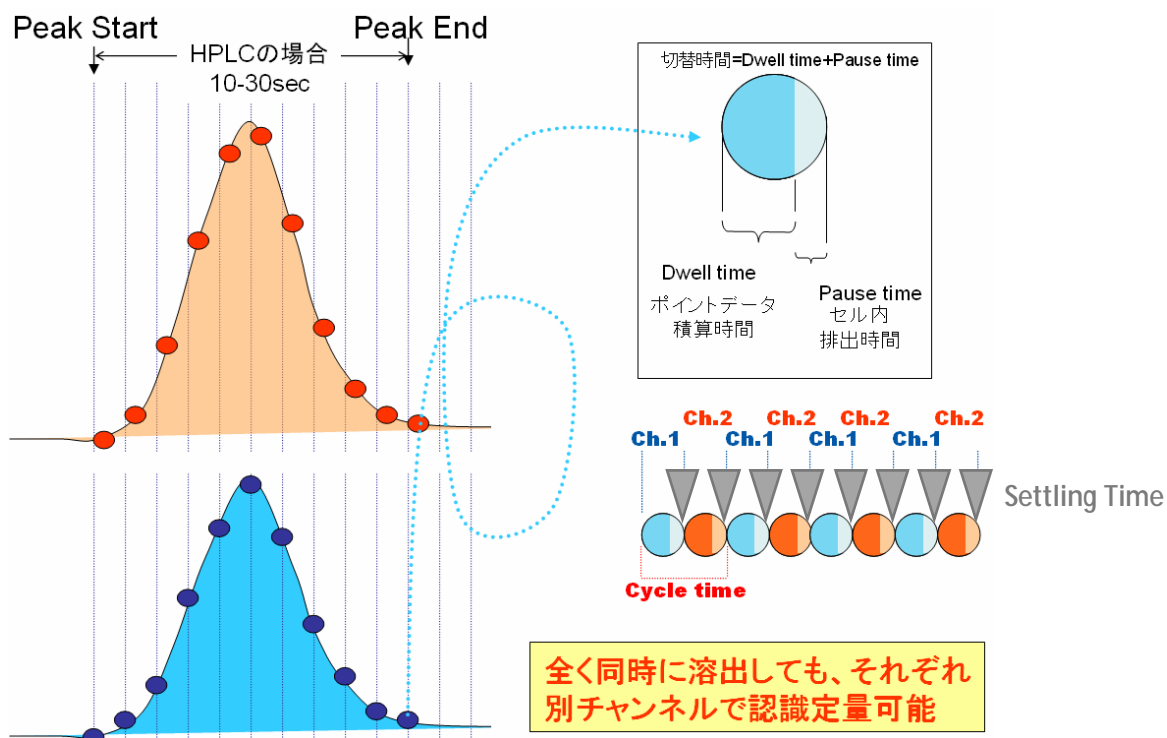 Peak Start
Peak End
HPLCの場合
10-30sec
切替時間=Dwell time+Pause time
Dwell time
ポイントデータ
積算時間
Pause time
セル内
排出時間
Ch.2 Ch.2 Ch.2 Ch.2
Ch.1 Ch.1 Ch.1 Ch.1
Settling Time
Cycle time
全く同時に溶出しても、それぞれ
別チャンネルで認識定量可能